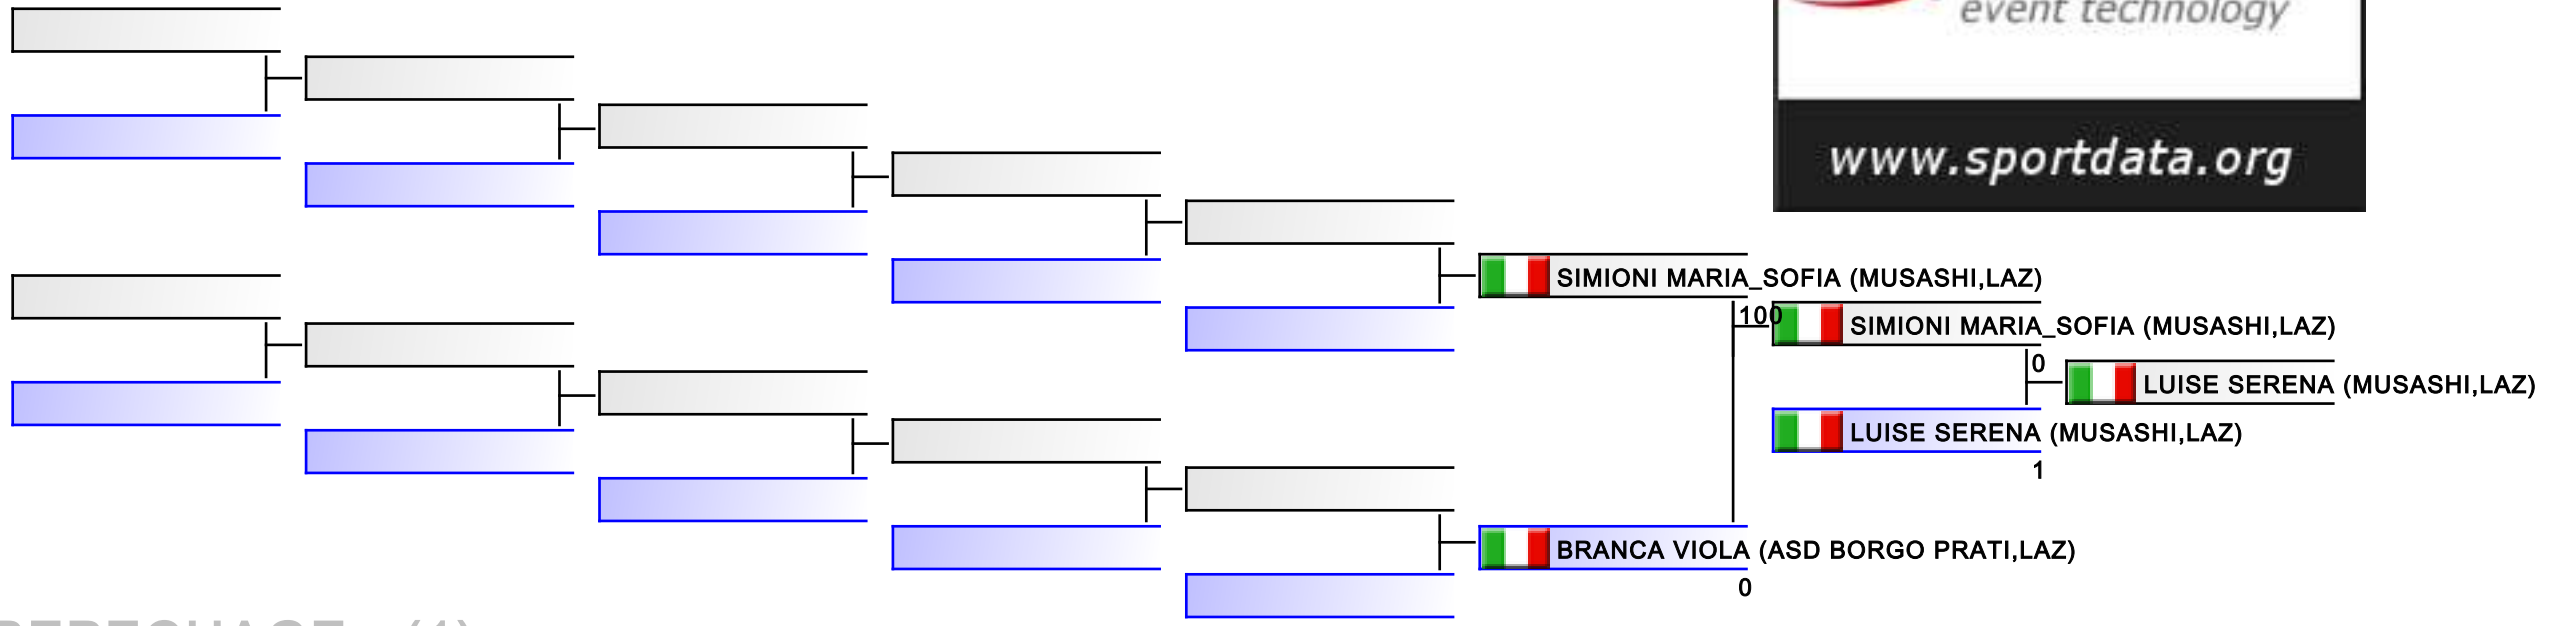 event technology
www.sportdata.org
SIMIONI MARIA_SOFIA (MUSASHI,LAZ)
100
SIMIONI MARIA_SOFIA (MUSASHI,LAZ)
0
LUISE SERENA (MUSASHI,LAZ)
LUISE SERENA (MUSASHI,LAZ)
1
BRANCA VIOLA (ASD BORGO PRATI,LAZ)
0